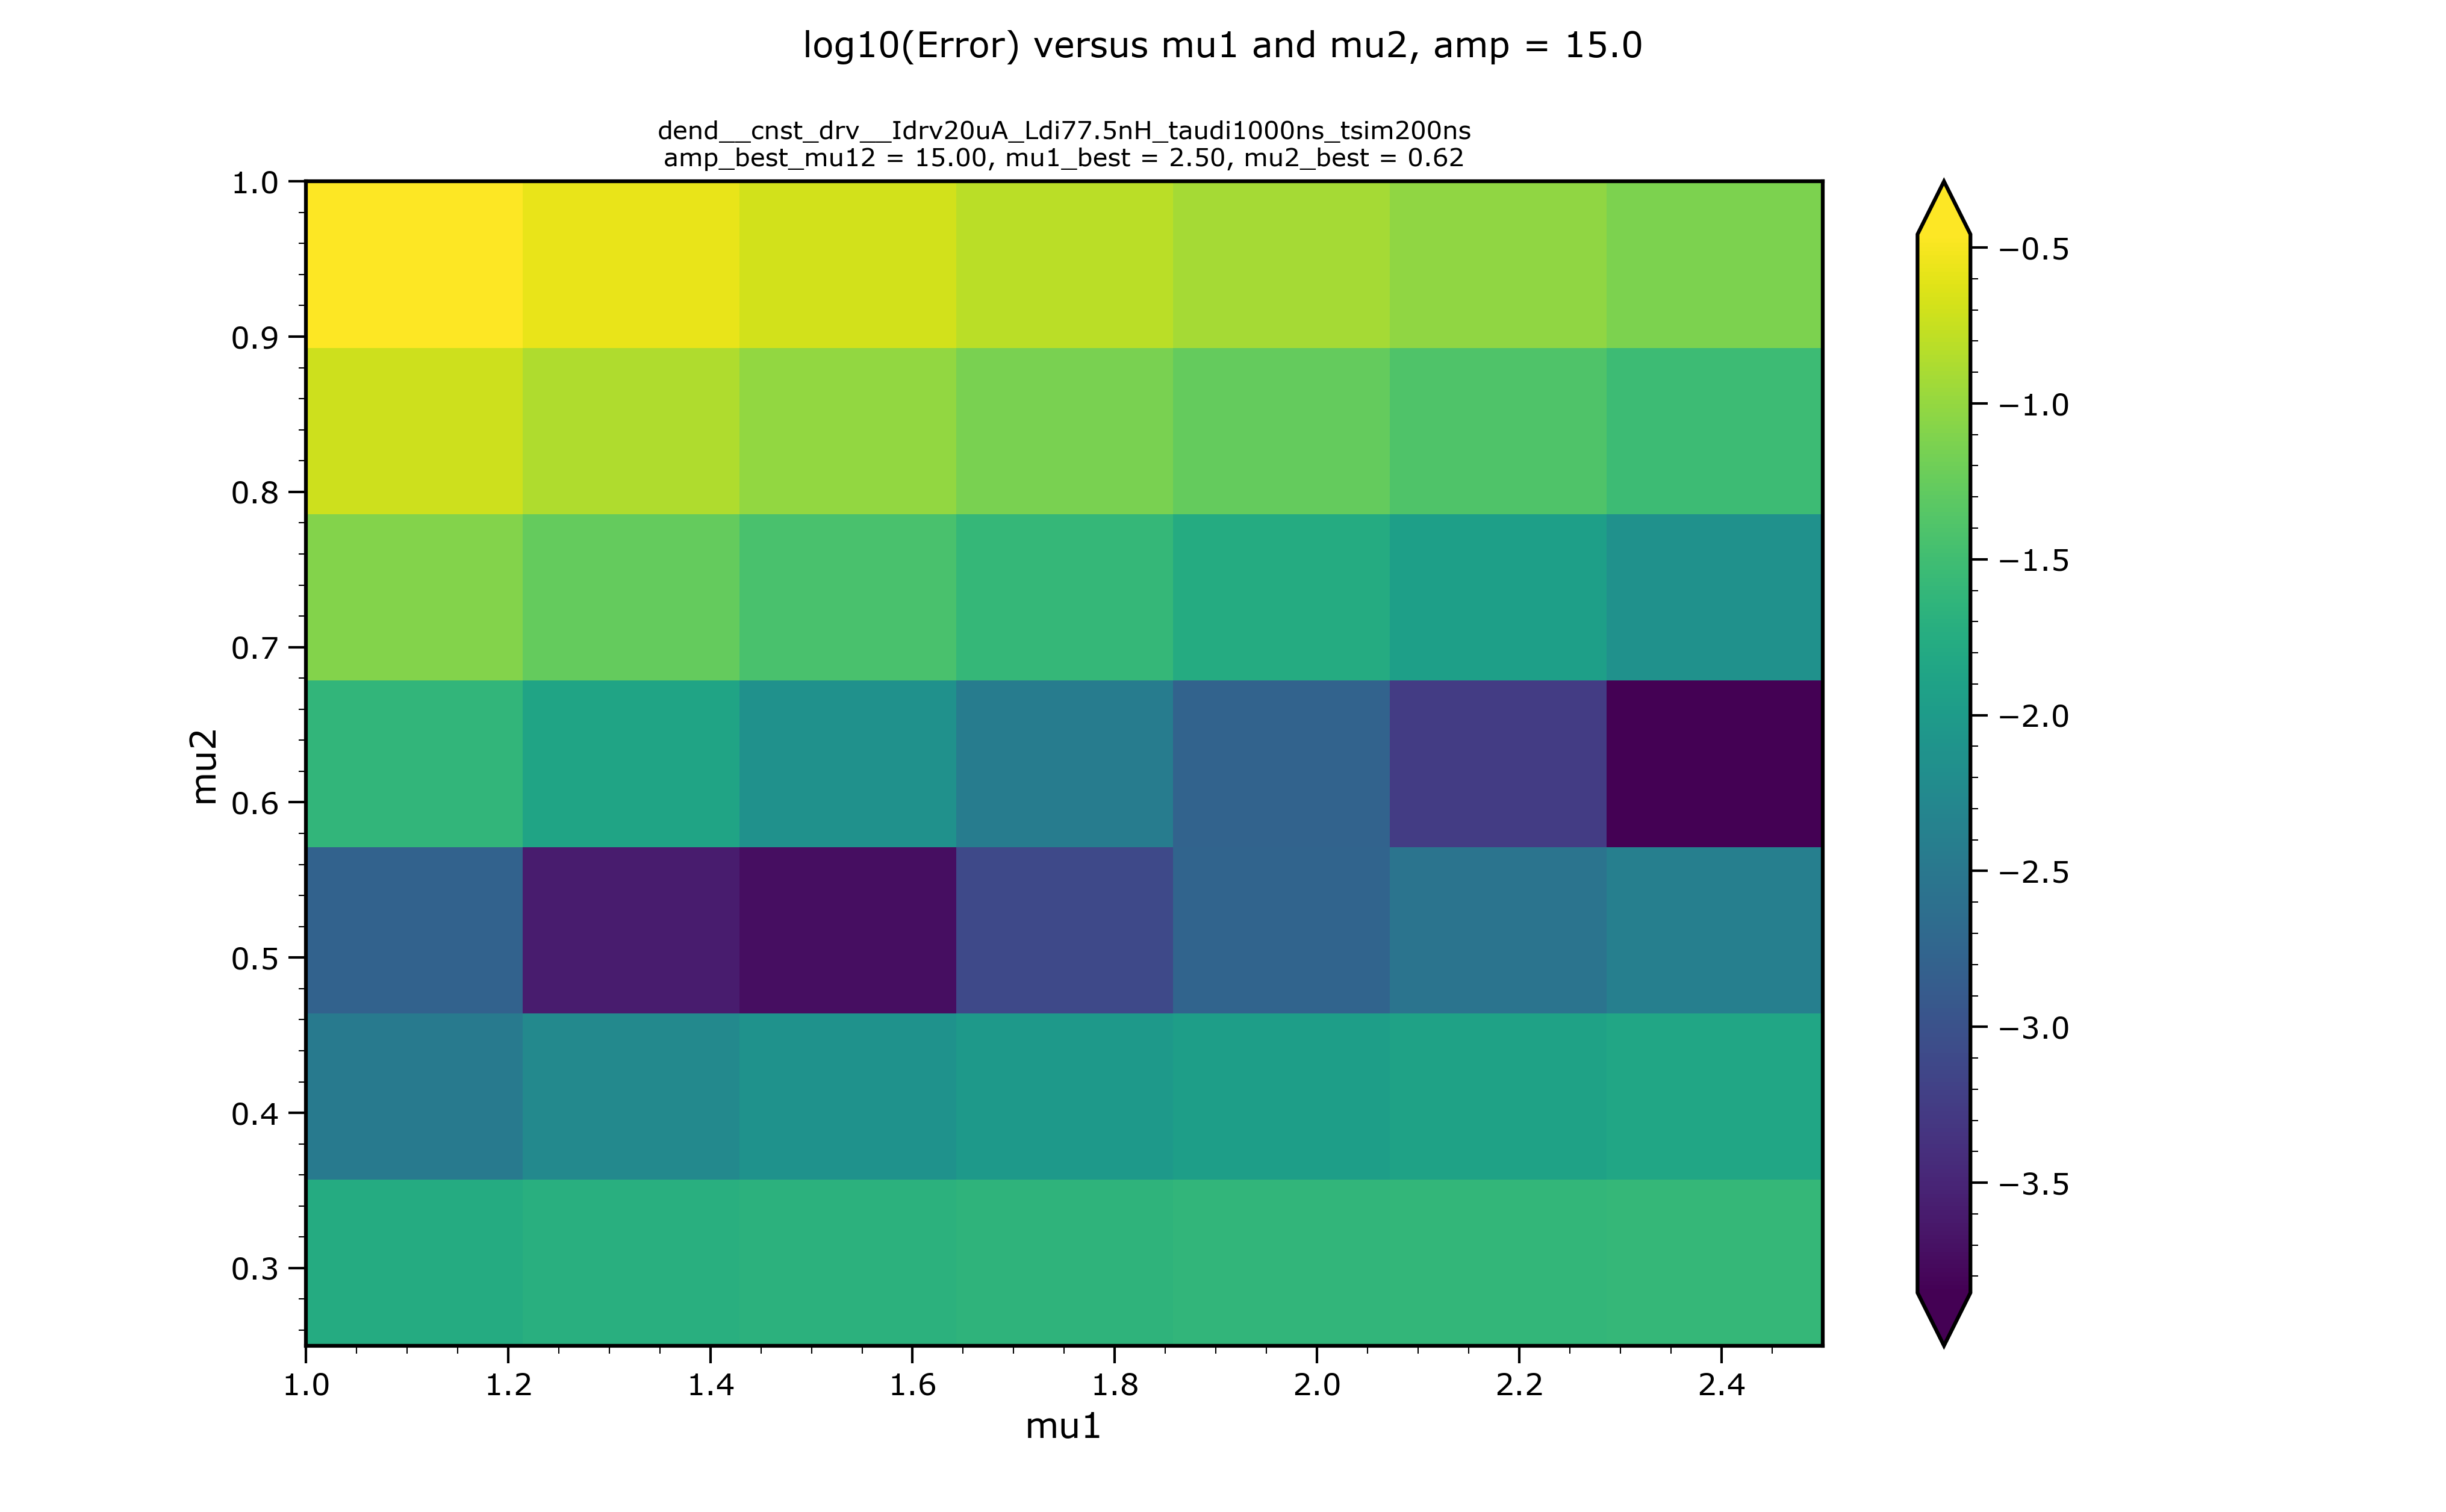 log10(Error) versus mu1 and mu2, amp = 15.0
dend__cnst_drv__Idrv20uA_Ldi77.5nH_taudi1000ns_tsim200ns
amp_best_mu12 = 15.00, mu1_best = 2.50, mu2_best = 0.62
1.0
0.9
0.8
0.7
0.6
0.5
0.4
0.3
mu2
1.0 1.2 1.4 1.6 1.8 2.0 2.2 2.4
mu1
−0.5
−1.0
−1.5
−2.0
−2.5
−3.0
−3.5